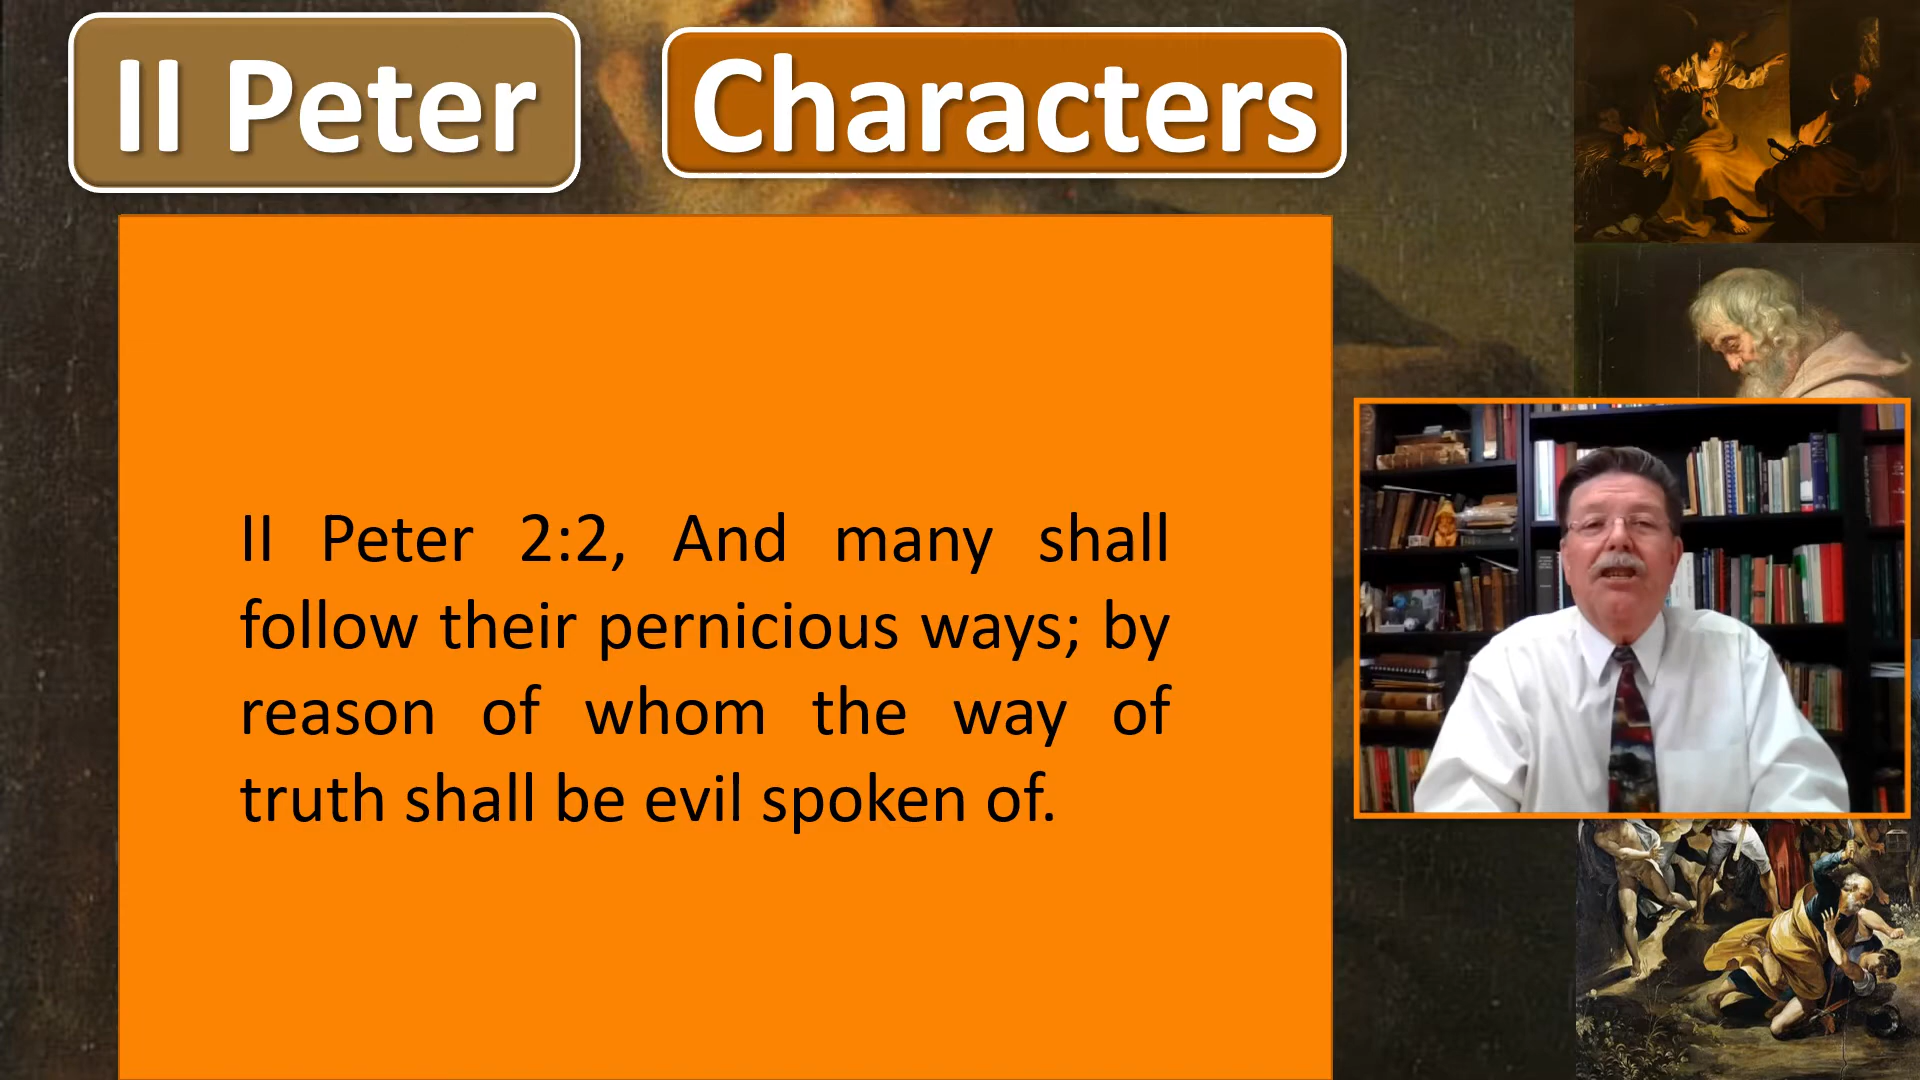 II Peter
Characters
II Peter 2:2, And many shall
follow their pernicious ways; by
reason of whom the way of
truth shall be evil spoken of.